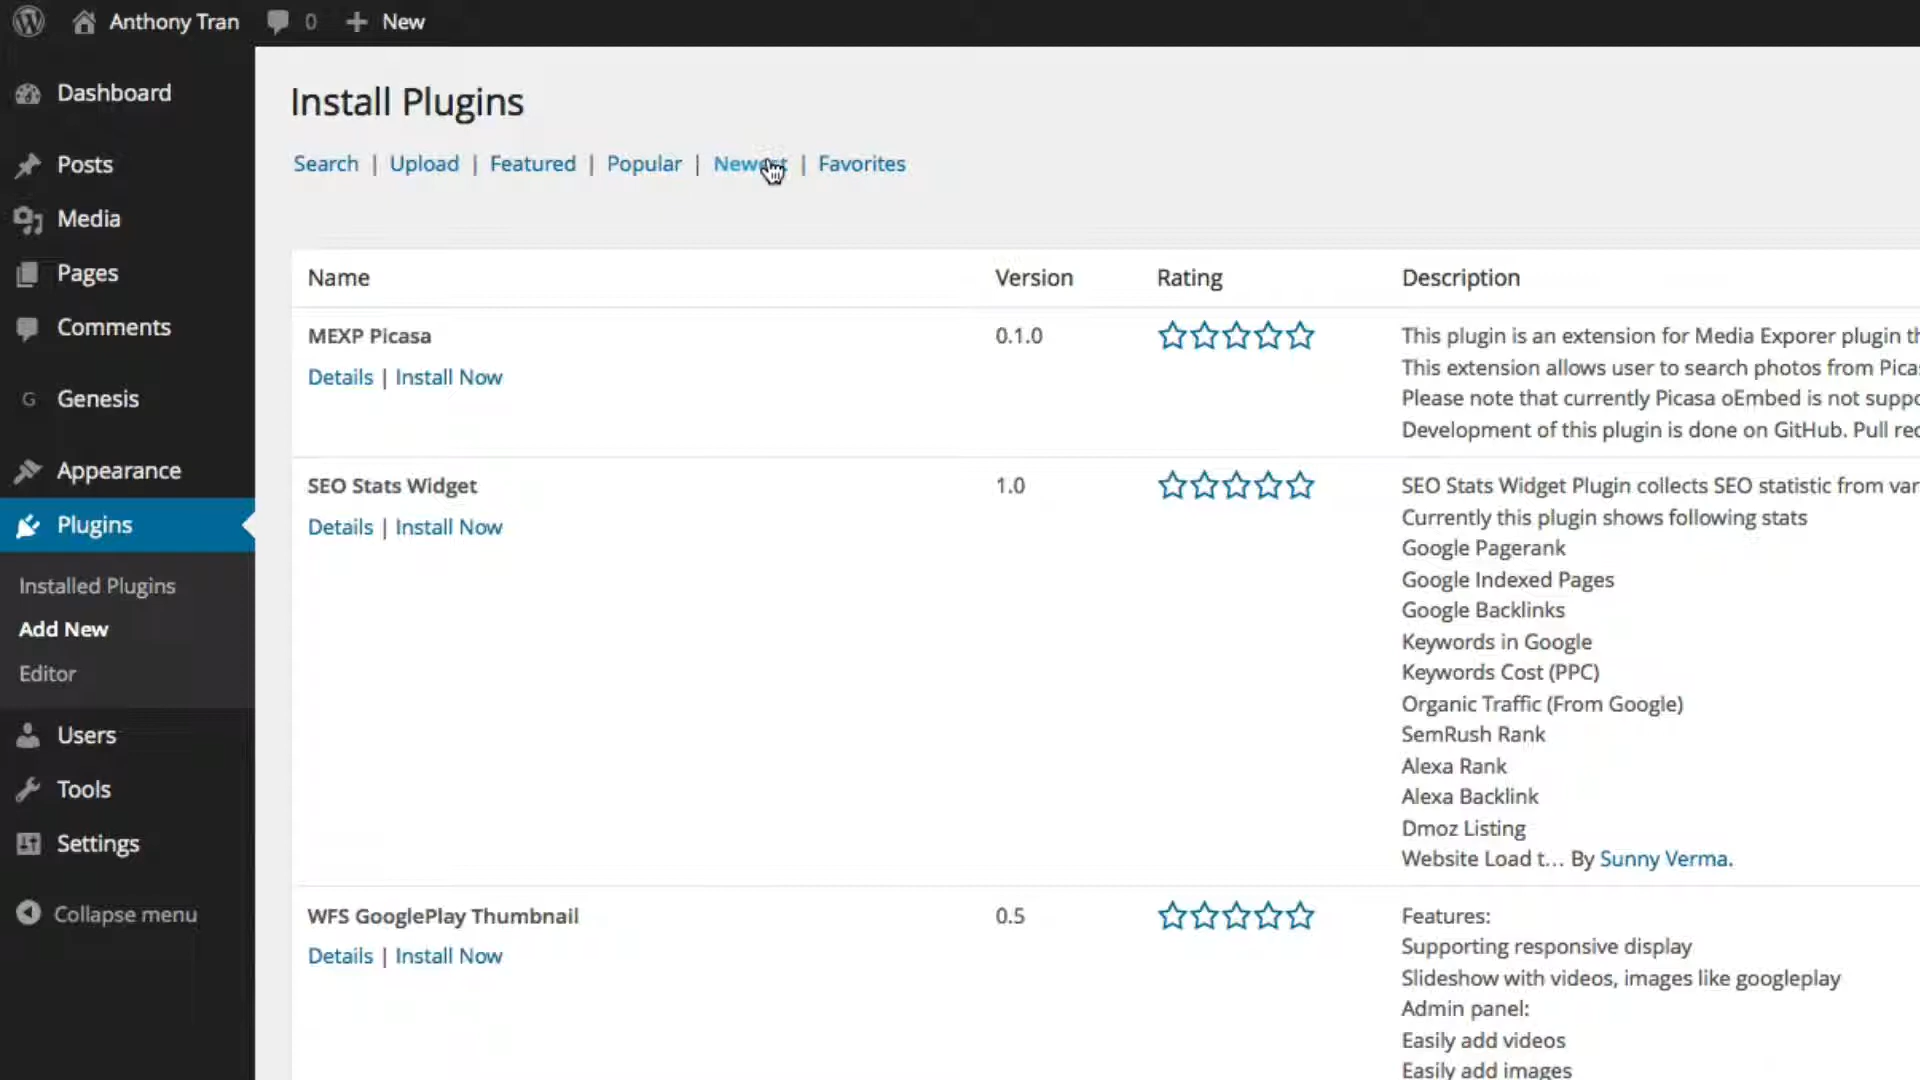 Anthony Tran 0 + New
Dashboard
Posts
Media
Pages
Comments
G Genesis
Appearance
Plugins
Installed Plugins
Add New
Editor
Users
Tools
Settings
Collapse menu
Install Plugins
Search | Upload | Featured | Popular | Newest | Favorites
Name Version Rating Description
MEXP Picasa 0.1.0
Details | Install Now
This plugin is an extension for Media Exporer plugin th
This extension allows user to search photos from Pica
Please note that currently Picasa oEmbed is not suppo
Development of this plugin is done on GitHub. Pull rec
SEO Stats Widget 1.0
Details | Install Now
SEO Stats Widget Plugin collects SEO statistic from var
Currently this plugin shows following stats
Google Pagerank
Google Indexed Pages
Google Backlinks
Keywords in Google
Keywords Cost (PPC)
Organic Traffic (From Google)
SemRush Rank
Alexa Rank
Alexa Backlink
Dmoz Listing
Website Load t... By Sunny Verma.
WFS GooglePlay Thumbnail 0.5
Details | Install Now
Features:
Supporting responsive display
Slideshow with videos, images like googleplay
Admin panel:
Easily add videos
Easily add images